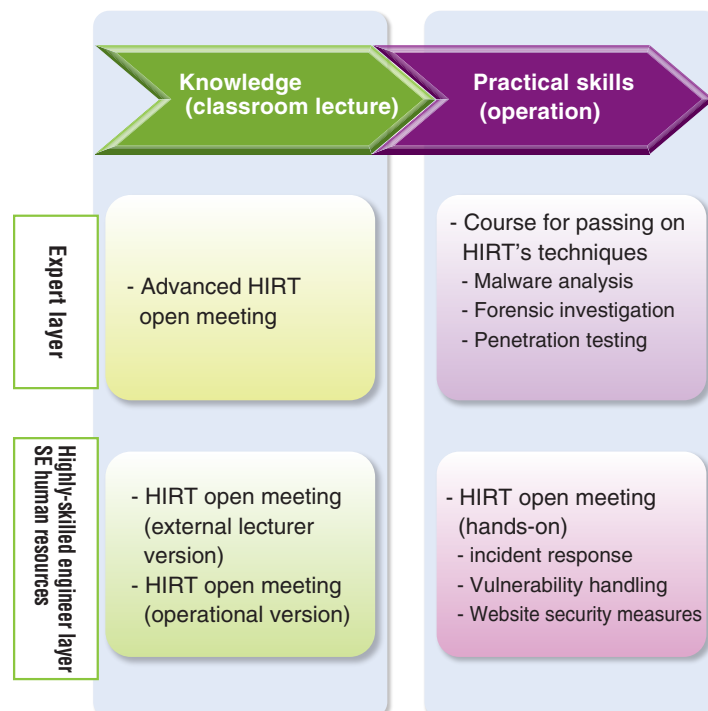 Knowledge
(classroom lecture)
Practical skills
(operation)
Expert layer
- Advanced HIRT
open meeting
- Course for passing on
HIRT's techniques
- Malware analysis
- Forensic investigation
- Penetration testing
Highly-skilled engineer layer
SE human resources
- HIRT open meeting
(external lecturer
version)
- HIRT open meeting
(operational version)
- HIRT open meeting
(hands-on)
- incident response
- Vulnerability handling
- Website security measures